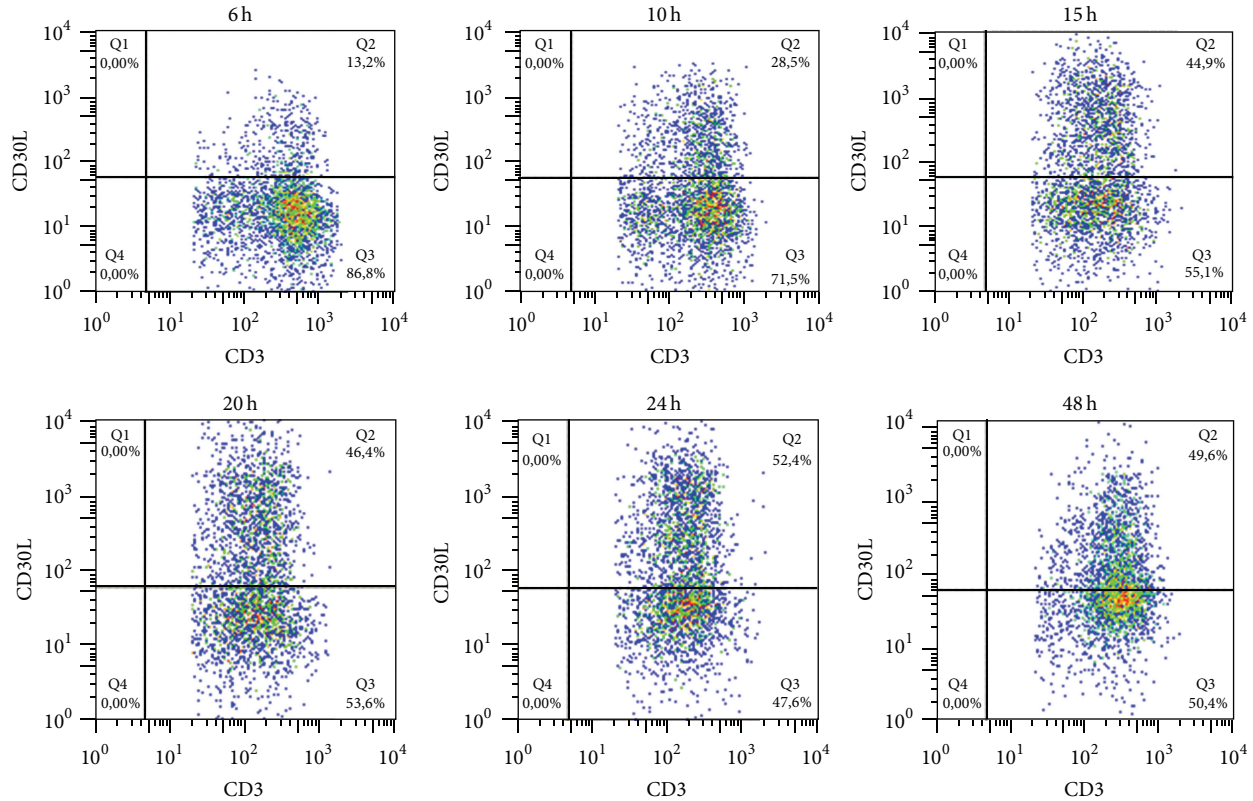 6 h
10⁴
10³
10²
10¹
10⁰
CD30L
Q1
0,00%
Q2
13,2%
Q4
0,00%
Q3
86,8%
10⁰ 10¹ 10² 10³ 10⁴
CD3
10 h
10⁴
10³
10²
10¹
10⁰
CD30L
Q1
0,00%
Q2
28,5%
Q4
0,00%
Q3
71,5%
10⁰ 10¹ 10² 10³ 10⁴
CD3
15 h
10⁴
10³
10²
10¹
10⁰
CD30L
Q1
0,00%
Q2
44,9%
Q4
0,00%
Q3
55,1%
10⁰ 10¹ 10² 10³ 10⁴
CD3
20 h
10⁴
10³
10²
10¹
10⁰
CD30L
Q1
0,00%
Q2
46,4%
Q4
0,00%
Q3
53,6%
10⁰ 10¹ 10² 10³ 10⁴
CD3
24 h
10⁴
10³
10²
10¹
10⁰
CD30L
Q1
0,00%
Q2
52,4%
Q4
0,00%
Q3
47,6%
10⁰ 10¹ 10² 10³ 10⁴
CD3
48 h
10⁴
10³
10²
10¹
10⁰
CD30L
Q1
0,00%
Q2
49,6%
Q4
0,00%
Q3
50,4%
10⁰ 10¹ 10² 10³ 10⁴
CD3